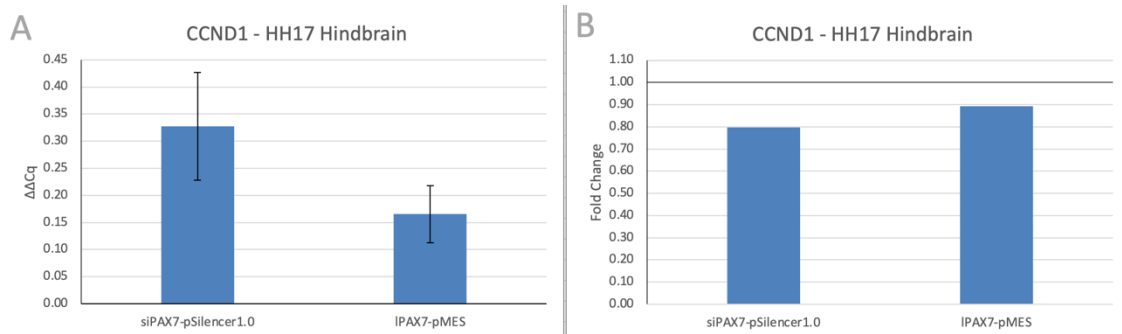 A
CCND1 - HH17 Hindbrain
0.45
0.40
0.35
0.30
0.25
0.20
0.15
0.10
0.05
0.00
ΔΔCq
siPAX7-pSilencer1.0
lPAX7-pMES
B
CCND1 - HH17 Hindbrain
1.10
1.00
0.90
0.80
0.70
0.60
0.50
0.40
0.30
0.20
0.10
0.00
Fold Change
siPAX7-pSilencer1.0
lPAX7-pMES